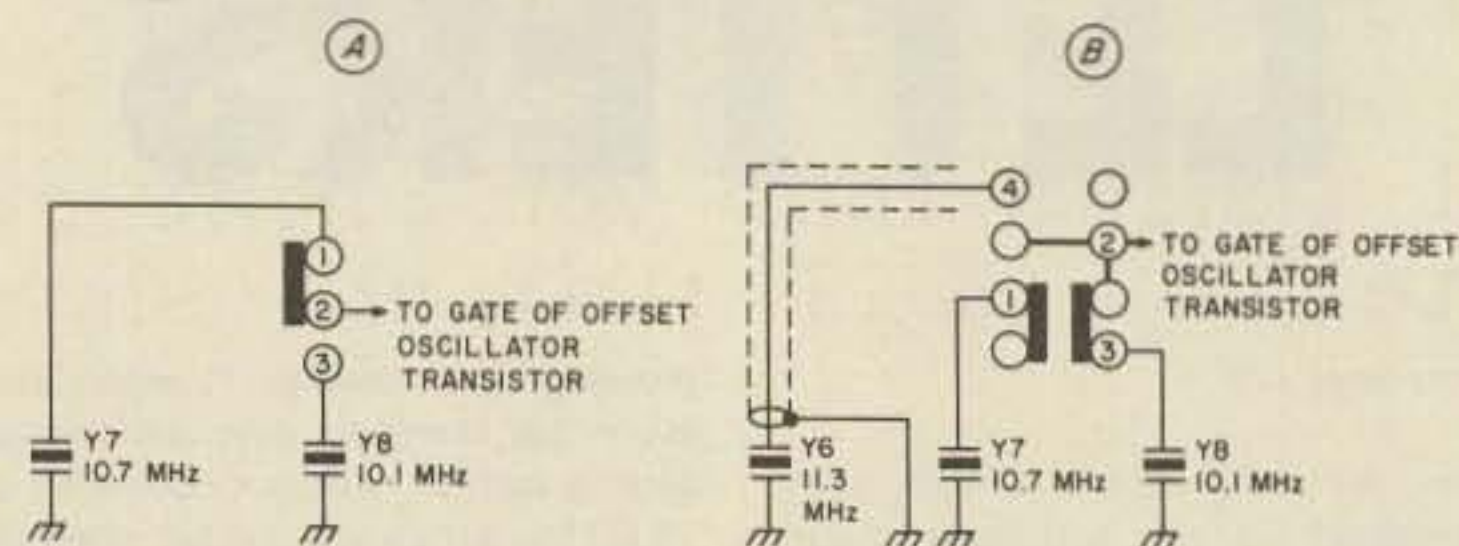 A
B
1
2
TO GATE OF OFFSET
OSCILLATOR
TRANSISTOR
3
Y7
10.7 MHz
Y8
10.1 MHz
4
2
TO GATE OF OFFSET
OSCILLATOR
TRANSISTOR
1
3
Y6
11.3
MHz
Y7
10.7 MHz
Y8
10.1 MHz